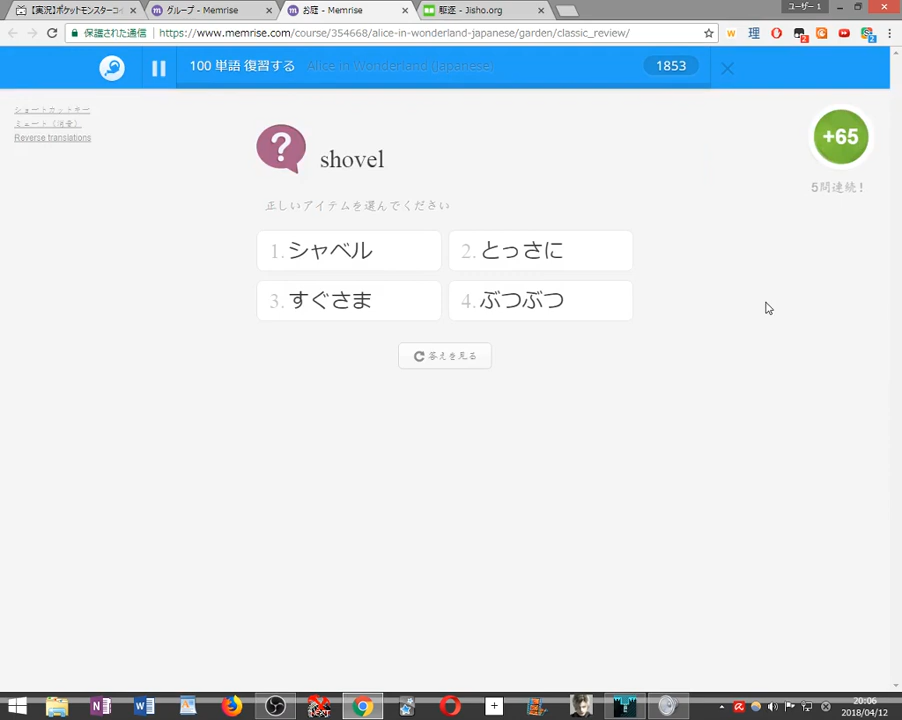 【実況】ポケットモンスターコイ
グループ - Memrise
お庭 - Memrise
駆逐 - Jisho.org
ユーザー 1
保護された通信
https://www.memrise.com/course/354668/alice-in-wonderland-japanese/garden/classic_review/
100 単語 復習する
Alice in Wonderland (Japanese,
1853
ショートカットキー
Reverse translations
shovel
+65
5問連続！
正しいアイテムを選んでください
1. シャベル
2. とっさに
3. すぐさま
4. ぶつぶつ
答えを見る
20:06
2018/04/12